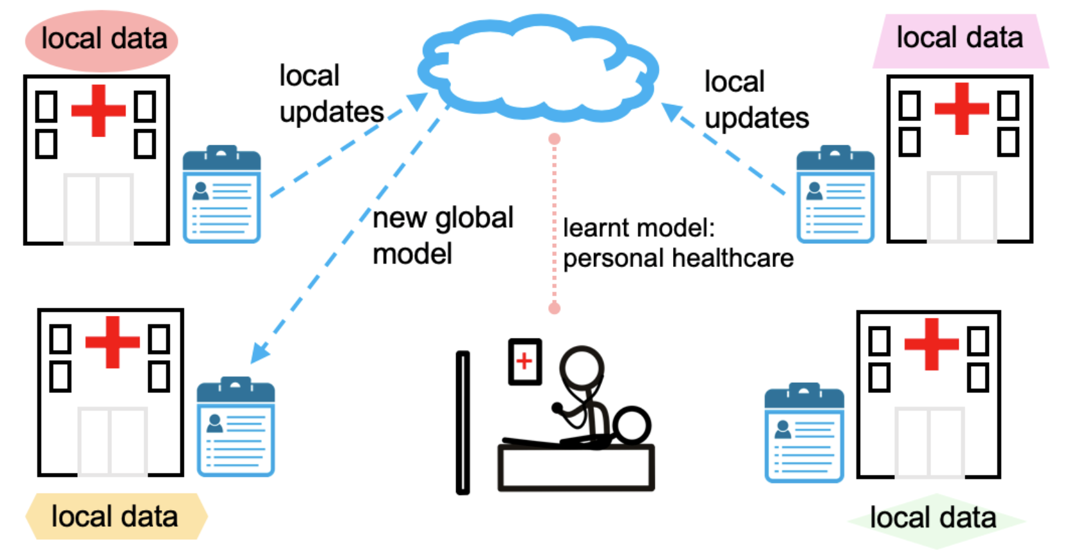 local data
local data
local
updates
local
updates
new global
model
learnt model:
personal healthcare
local data
local data